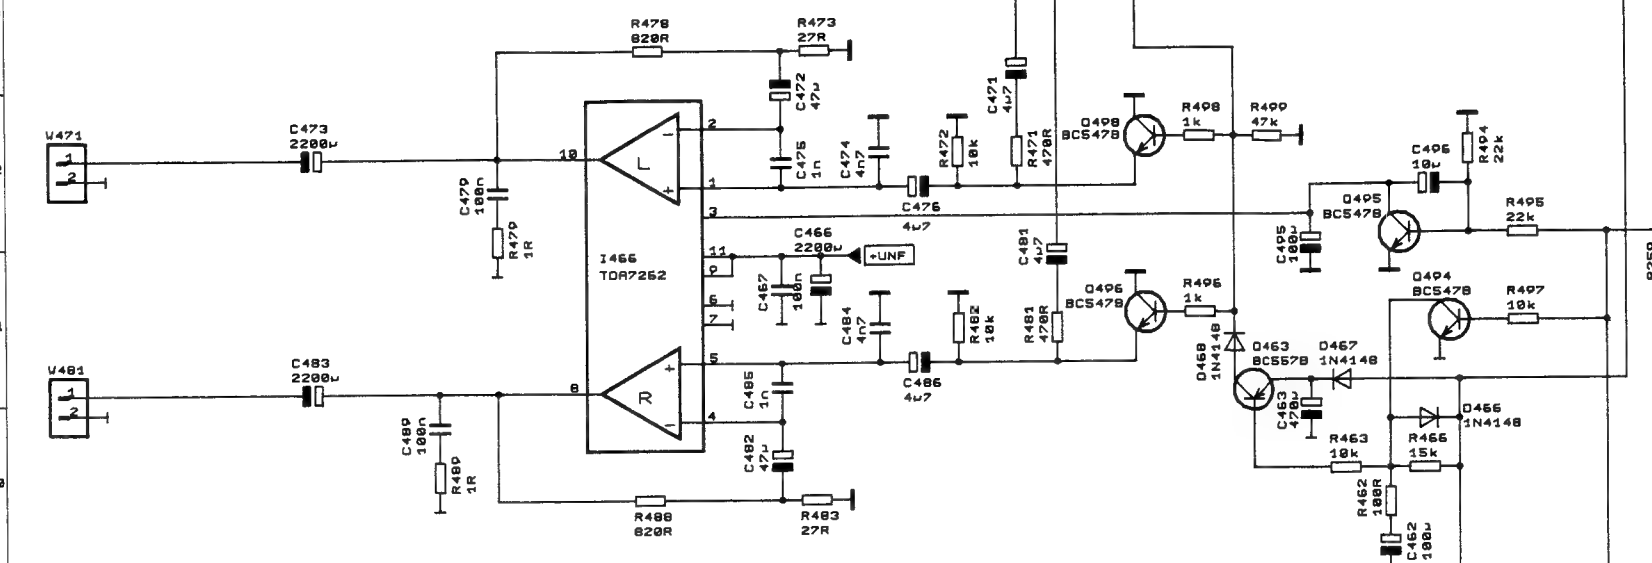 R478
820R
R473
27R
C472
47µ
C471
4µ7
W471
1
2
C473
2200µ
10
L
-
+
2
1
3
C475
1n
C474
4n7
R472
10k
R471
470R
Q498
BC547B
R498
1k
R499
47k
C476
4µ7
C479
100n
R479
1R
I466
TDA7262
11
9
6
7
C466
2200µ
+UNF
C467
100n
C481
4µ7
C496
10µ
R494
22k
Q495
BC547B
R495
22k
C495
100µ
Q494
BC547B
R497
10k
C484
4n7
R482
10k
R481
470R
Q496
BC547B
R496
1k
D468
1N4148
Q463
BC557B
D467
1N4148
C463
470µ
D466
1N4148
R463
10k
R466
15k
R462
100R
C462
100µ
W481
1
2
C483
2200µ
8
R
+
-
5
4
C485
1n
C486
4µ7
C482
47µ
C489
100n
R489
1R
R488
820R
R483
27R